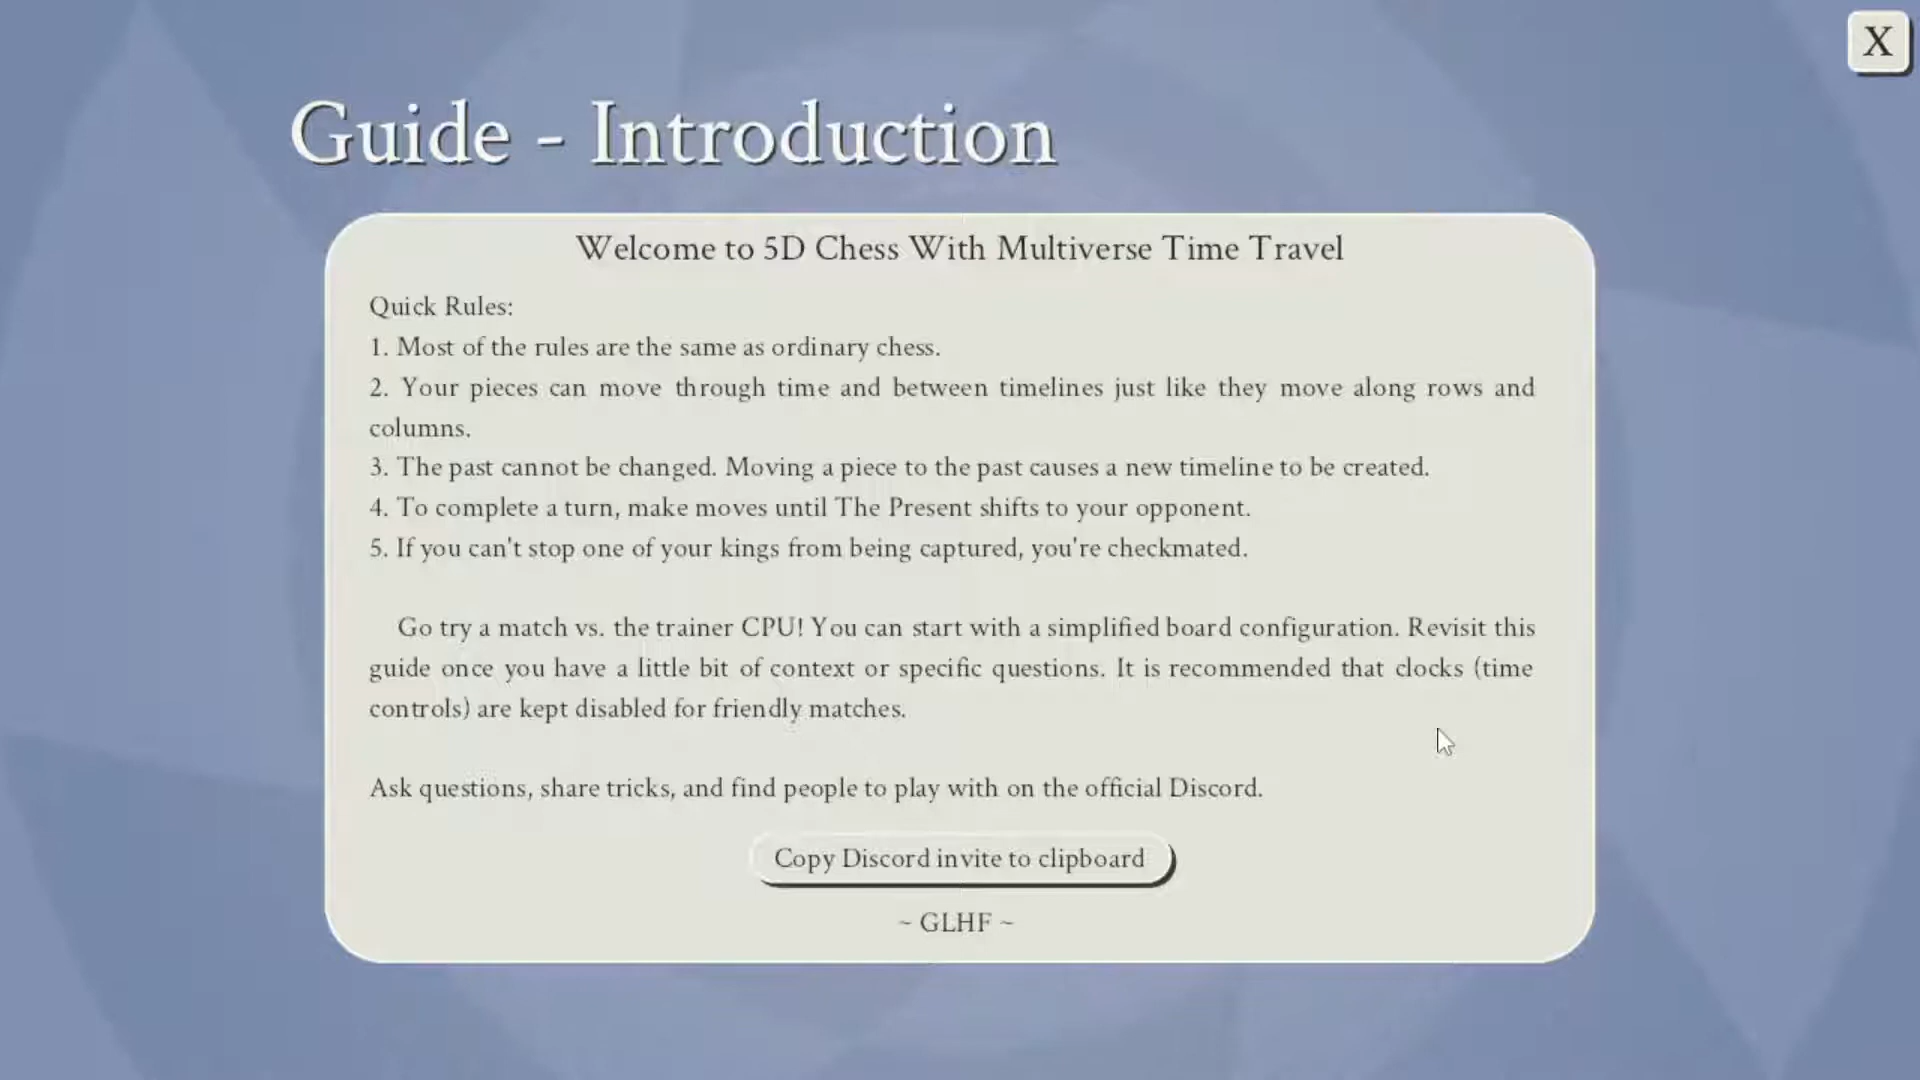 X
Guide - Introduction
Welcome to 5D Chess With Multiverse Time Travel
Quick Rules:
1. Most of the rules are the same as ordinary chess.
2. Your pieces can move through time and between timelines just like they move along rows and
columns.
3. The past cannot be changed. Moving a piece to the past causes a new timeline to be created.
4. To complete a turn, make moves until The Present shifts to your opponent.
5. If you can't stop one of your kings from being captured, you're checkmated.
Go try a match vs. the trainer CPU! You can start with a simplified board configuration. Revisit this
guide once you have a little bit of context or specific questions. It is recommended that clocks (time
controls) are kept disabled for friendly matches.
Ask questions, share tricks, and find people to play with on the official Discord.
Copy Discord invite to clipboard
~ GLHF ~